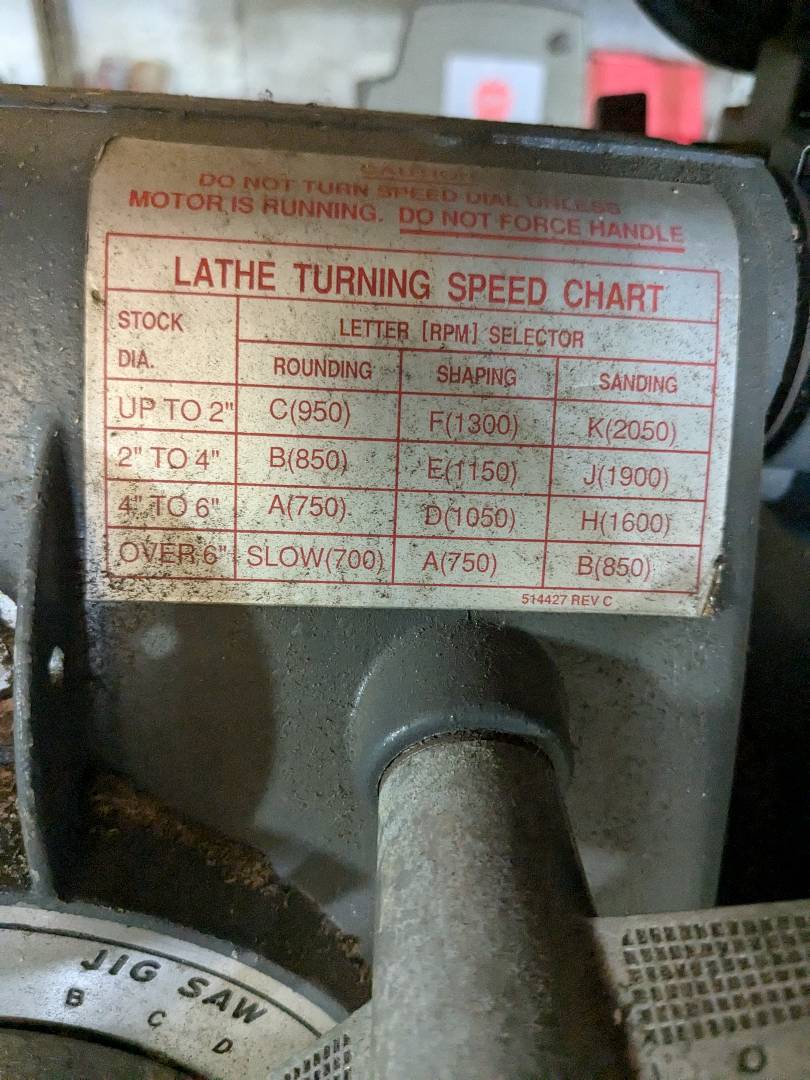 CAUTION
DO NOT TURN SPEED DIAL UNLESS
MOTOR IS RUNNING. DO NOT FORCE HANDLE
LATHE TURNING SPEED CHART
STOCK DIA. LETTER [RPM] SELECTOR
ROUNDING SHAPING SANDING
UP TO 2" C(950) F(1300) K(2050)
2" TO 4" B(850) E(1150) J(1900)
4" TO 6" A(750) D(1050) H(1600)
OVER 6" SLOW(700) A(750) B(850)
514427 REV C
JIG SAW
B C D
O